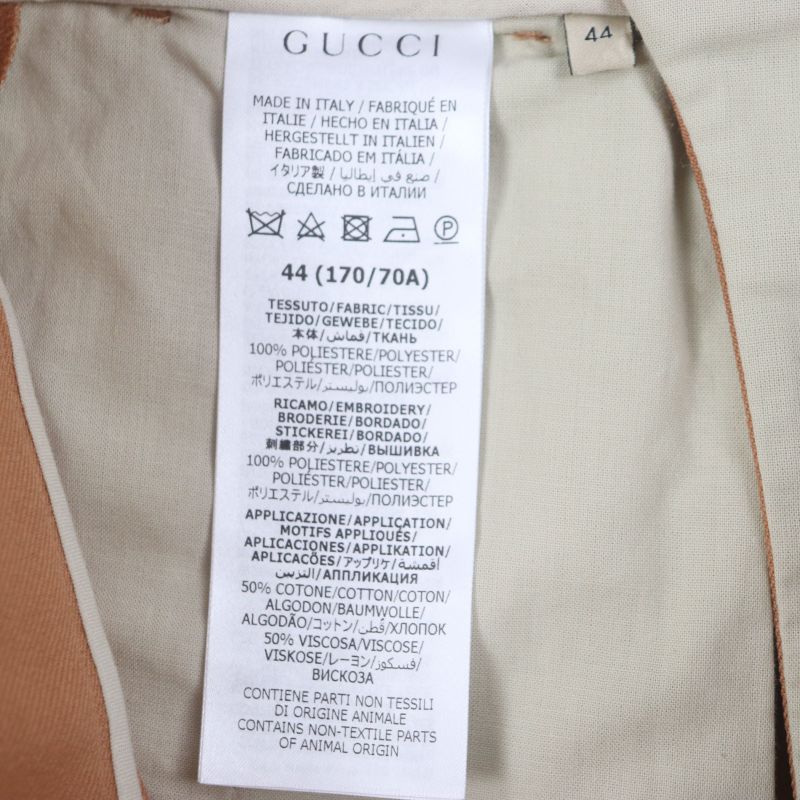 GUCCI
44
MADE IN ITALY / FABRIQUÉ EN
ITALIE / HECHO EN ITALIA /
HERGESTELLT IN ITALIEN /
FABRICADO EM ITÁLIA /
イタリア製 / صنع في إيطاليا /
СДЕЛАНО В ИТАЛИИ
P
44 (170/70A)
TESSUTO/FABRIC/TISSU/
TEJIDO/GEWEBE/TECIDO/
本体/قماش/ТКАНЬ
100% POLIESTERE/POLYESTER/
POLIÉSTER/POLIESTER/
ポリエステル/بوليستر/ПОЛИЭСТЕР
RICAMO/EMBROIDERY/
BRODERIE/BORDADO/
STICKEREI/BORDADO/
刺繍部分/تطريز/ВЫШИВКА
100% POLIESTERE/POLYESTER/
POLIÉSTER/POLIESTER/
ポリエステル/بوليستر/ПОЛИЭСТЕР
APPLICAZIONE/APPLICATION/
MOTIFS APPLIQUÉS/
APLICACIONES/APPLIKATION/
APLICAÇÕES/アップリケ/أقمشة
التزيين/АППЛИКАЦИЯ
50% COTONE/COTTON/COTON/
ALGODON/BAUMWOLLE/
ALGODÃO/コットン/قطن/ХЛОПОК
50% VISCOSA/VISCOSE/
VISKOSE/レーヨン/فسكوز/
ВИСКОЗА
CONTIENE PARTI NON TESSILI
DI ORIGINE ANIMALE
CONTAINS NON-TEXTILE PARTS
OF ANIMAL ORIGIN